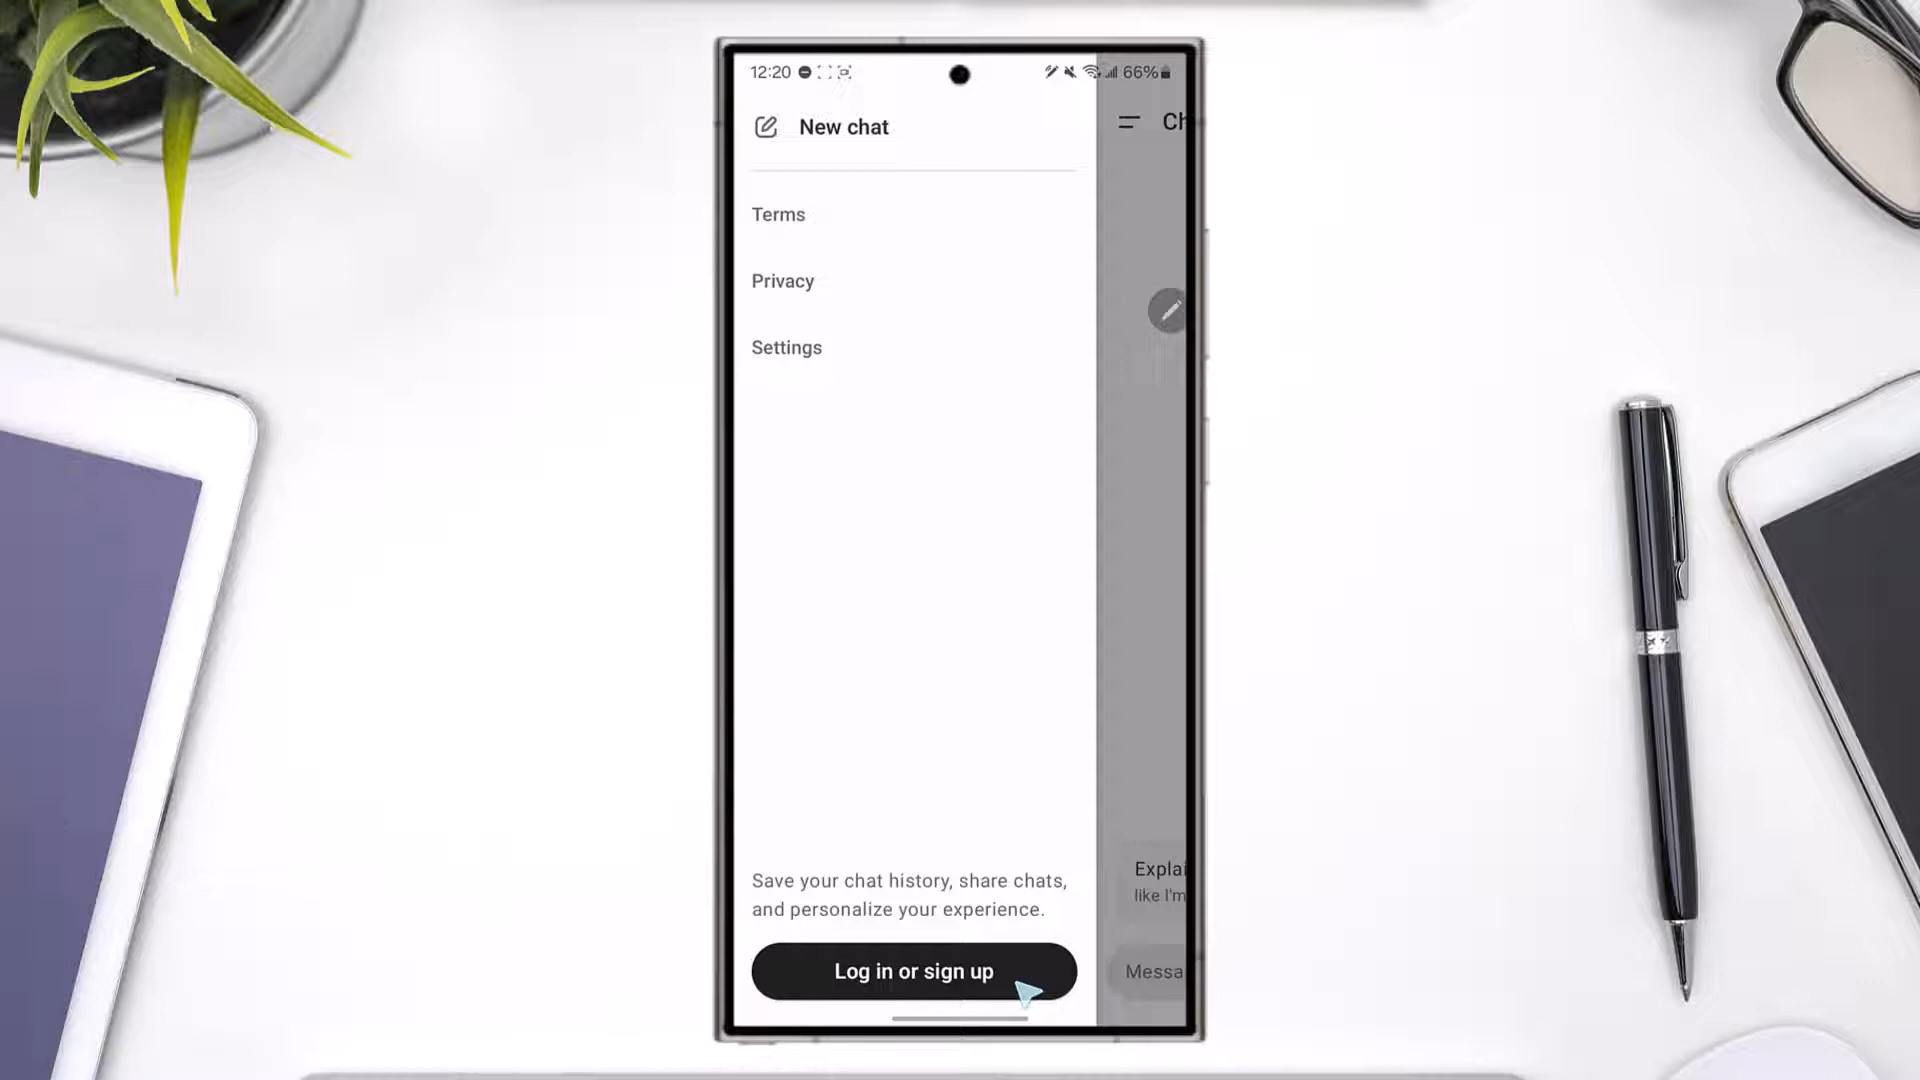 12:20
66%
New chat
Ch
Terms
Privacy
Settings
Explai
like I'm
Save your chat history, share chats,
and personalize your experience.
Log in or sign up
Messa